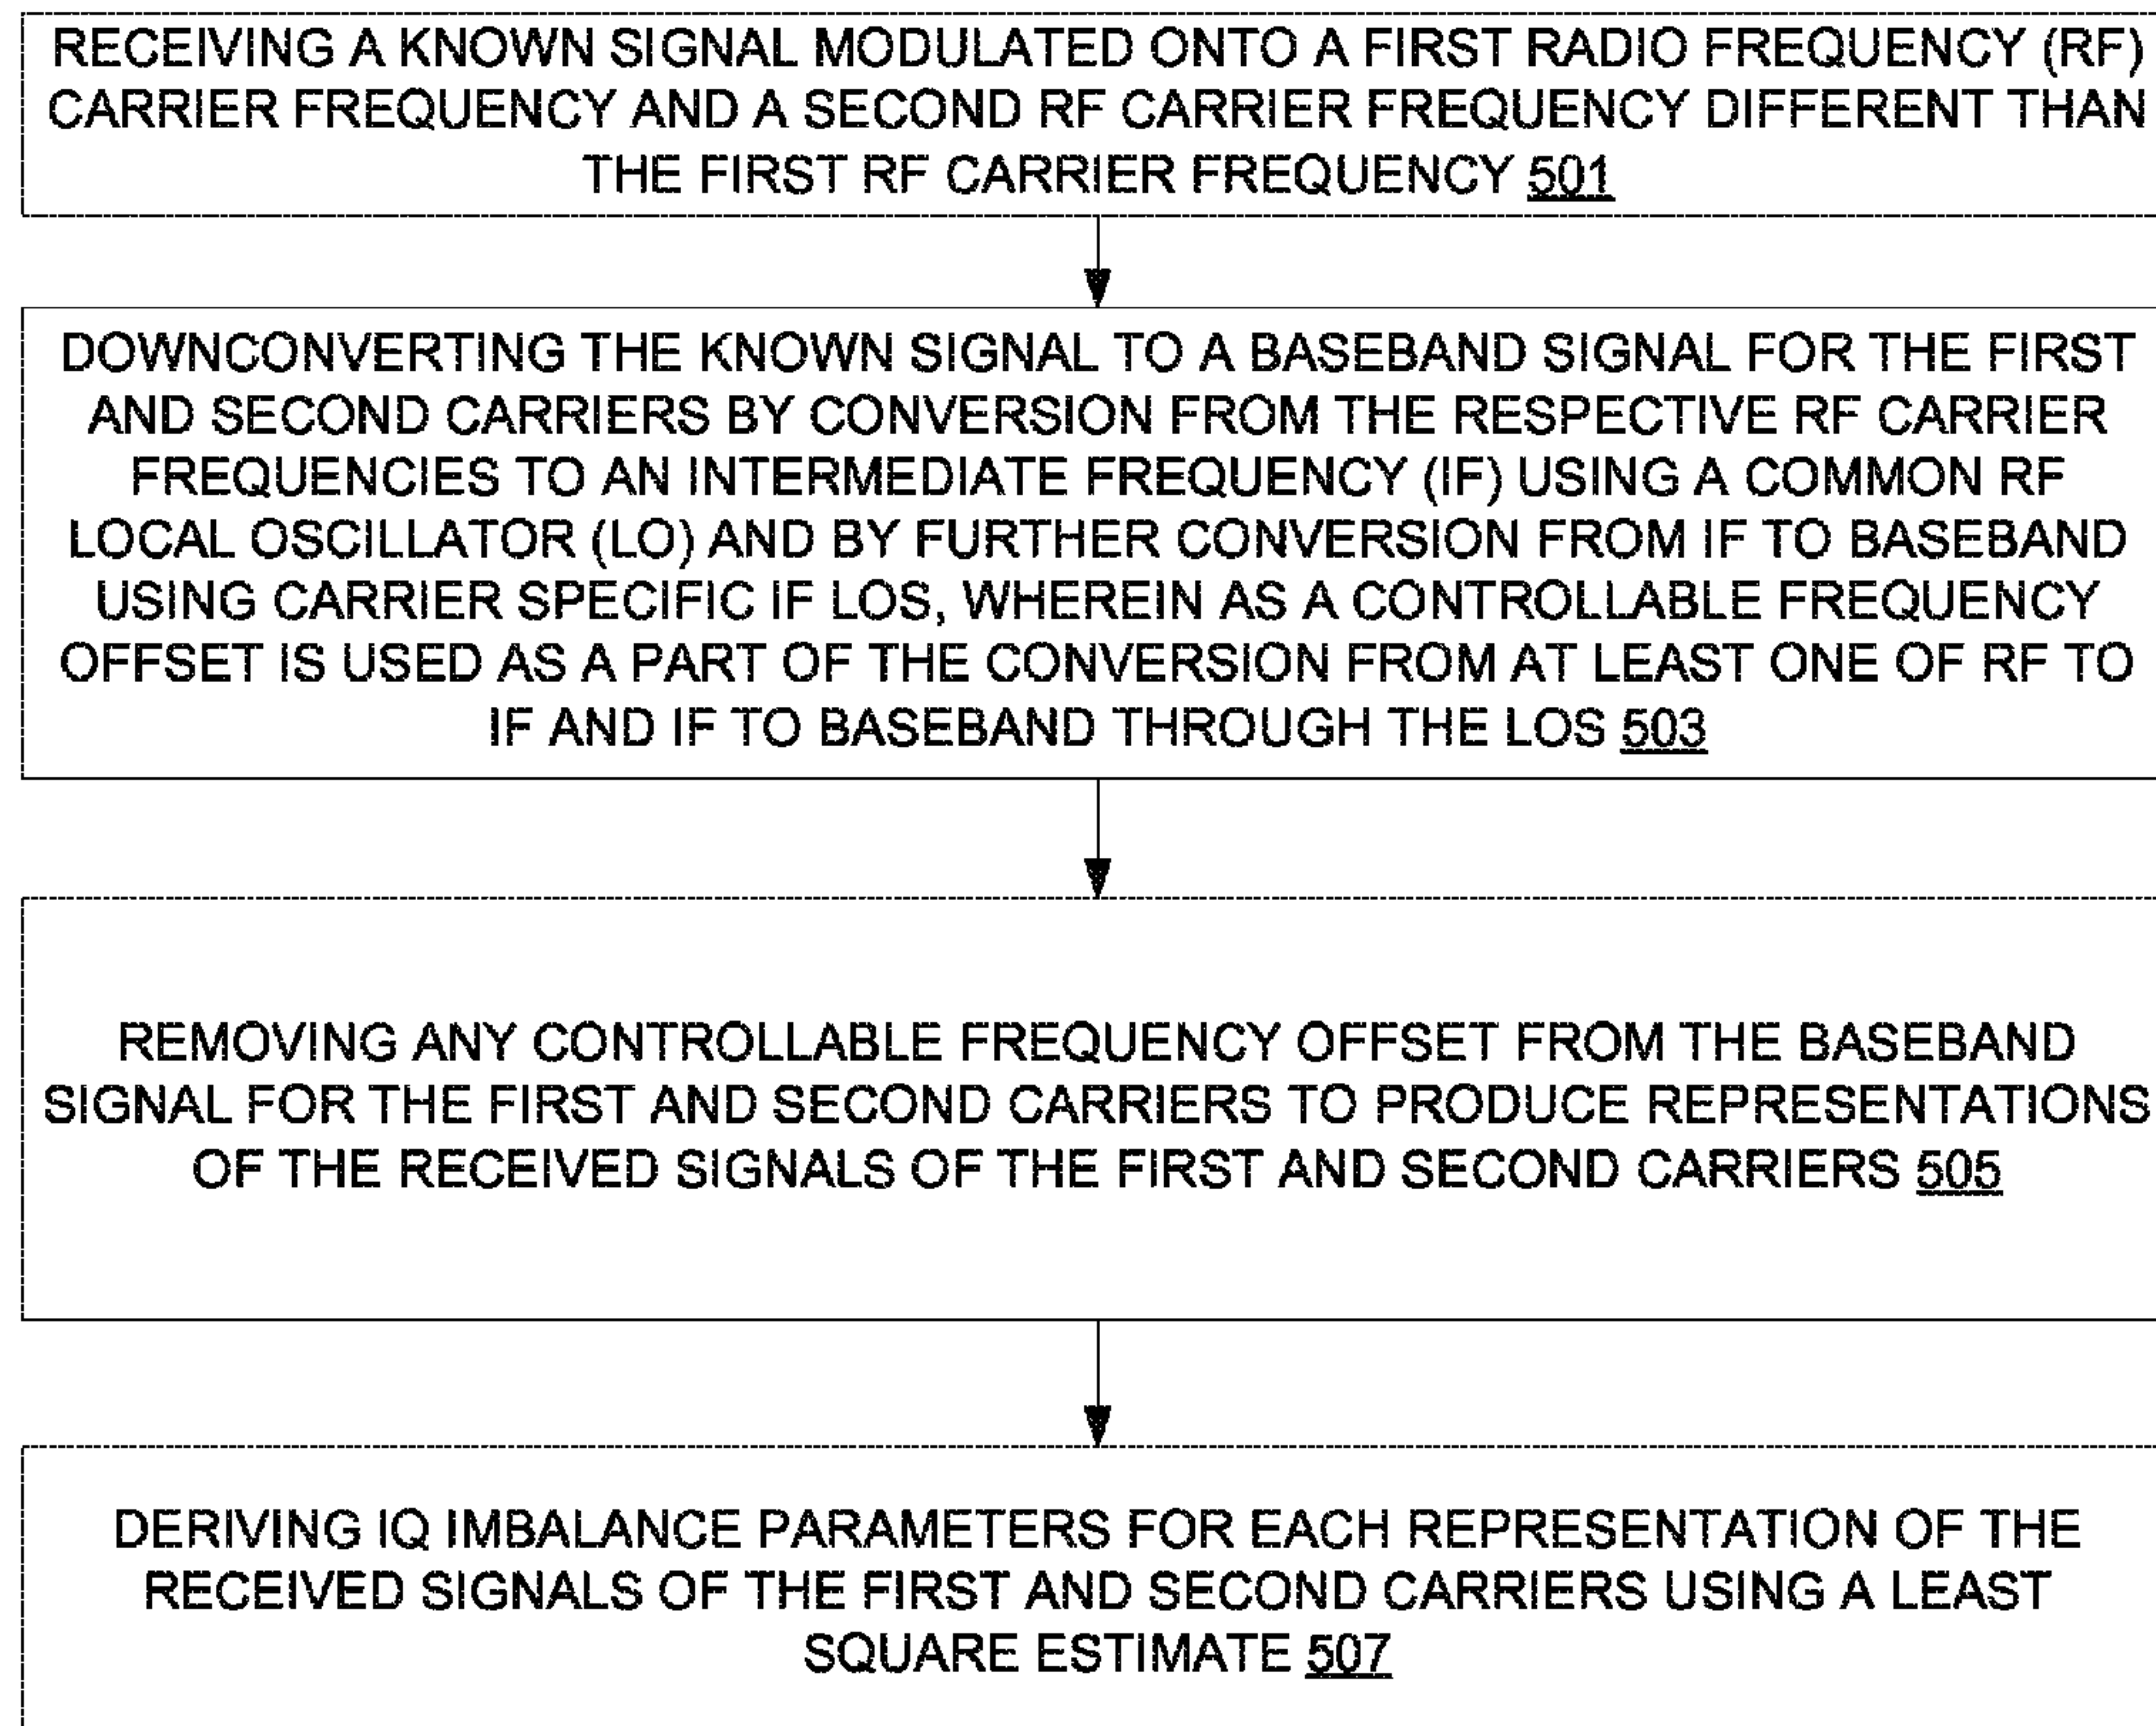 RECEIVING A KNOWN SIGNAL MODULATED ONTO A FIRST RADIO FREQUENCY (RF)
CARRIER FREQUENCY AND A SECOND RF CARRIER FREQUENCY DIFFERENT THAN
THE FIRST RF CARRIER FREQUENCY 501
DOWNCONVERTING THE KNOWN SIGNAL TO A BASEBAND SIGNAL FOR THE FIRST
AND SECOND CARRIERS BY CONVERSION FROM THE RESPECTIVE RF CARRIER
FREQUENCIES TO AN INTERMEDIATE FREQUENCY (IF) USING A COMMON RF
LOCAL OSCILLATOR (LO) AND BY FURTHER CONVERSION FROM IF TO BASEBAND
USING CARRIER SPECIFIC IF LOS, WHEREIN AS A CONTROLLABLE FREQUENCY
OFFSET IS USED AS A PART OF THE CONVERSION FROM AT LEAST ONE OF RF TO
IF AND IF TO BASEBAND THROUGH THE LOS 503
REMOVING ANY CONTROLLABLE FREQUENCY OFFSET FROM THE BASEBAND
SIGNAL FOR THE FIRST AND SECOND CARRIERS TO PRODUCE REPRESENTATIONS
OF THE RECEIVED SIGNALS OF THE FIRST AND SECOND CARRIERS 505
DERIVING IQ IMBALANCE PARAMETERS FOR EACH REPRESENTATION OF THE
RECEIVED SIGNALS OF THE FIRST AND SECOND CARRIERS USING A LEAST
SQUARE ESTIMATE 507